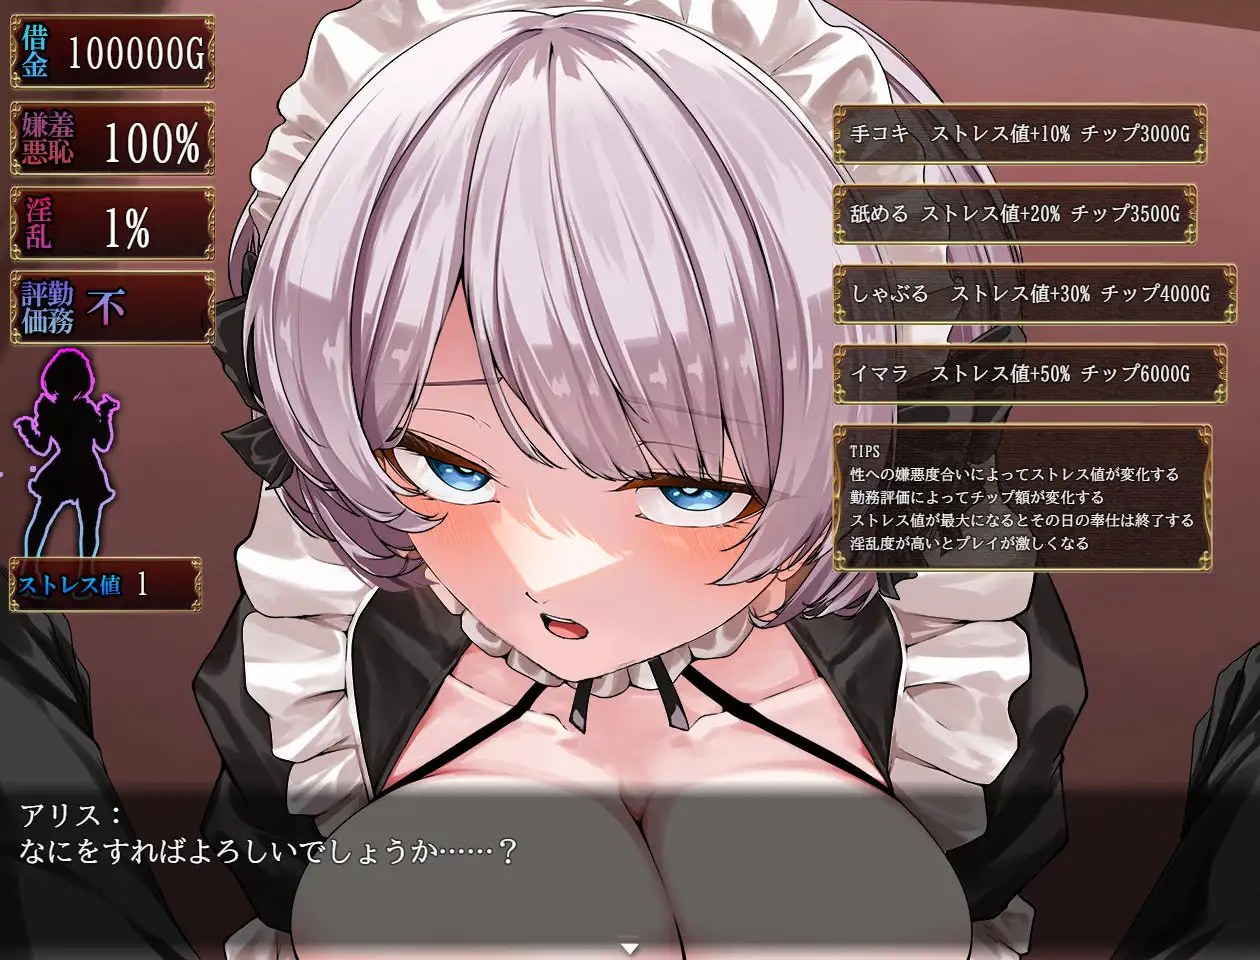 借金 100000G
嫌悪 羞恥 100%
淫乱 1%
評価 勤務 不
ストレス値 1
手コキ ストレス値+10% チップ3000G
舐める ストレス値+20% チップ3500G
しゃぶる ストレス値+30% チップ4000G
イマラ ストレス値+50% チップ6000G
TIPS
性への嫌悪度合いによってストレス値が変化する
勤務評価によってチップ額が変化する
ストレス値が最大になるとその日の奉仕は終了する
淫乱度が高いとプレイが激しくなる
アリス：
なにをすればよろしいでしょうか……？